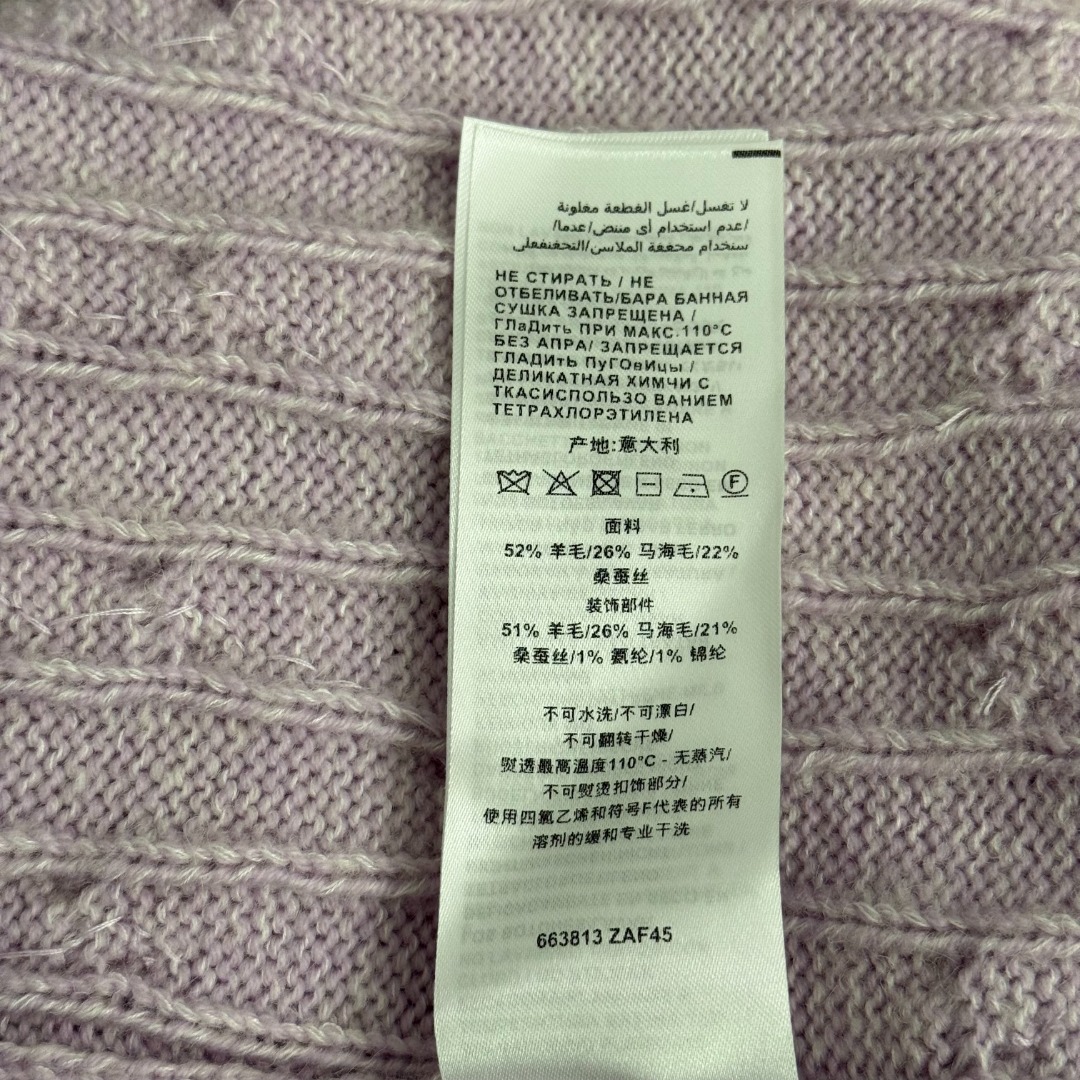 لا تغسل/غسل القطعة مغلونة
/عدم استخدام أى منتض/عدما/
ستخدام مجففة الملاسن/التجفنفعلى
НЕ СТИРАТЬ / НЕ
ОТБЕЛИВАТЬ/БАРА БАННАЯ
СУШКА ЗАПРЕЩЕНА /
ГЛаДить ПРИ МАКС.110°С
БЕЗ АПРА/ ЗАПРЕЩАЕТСЯ
ГЛАДИТЬ ПуГОвИцы /
ДЕЛИКАТНАЯ ХИМЧИ С
ТКАСИСПОЛЬЗО ВАНИЕМ
ТЕТРАХЛОРЭТИЛЕНА
产地:意大利
F
面料
52% 羊毛/26% 马海毛/22%
桑蚕丝
装饰部件
51% 羊毛/26% 马海毛/21%
桑蚕丝/1% 氨纶/1% 锦纶
不可水洗/不可漂白/
不可翻转干燥/
熨透最高温度110°C - 无蒸汽/
不可熨烫扣饰部分/
使用四氯乙烯和符号F代表的所有
溶剂的缓和专业干洗
663813 ZAF45